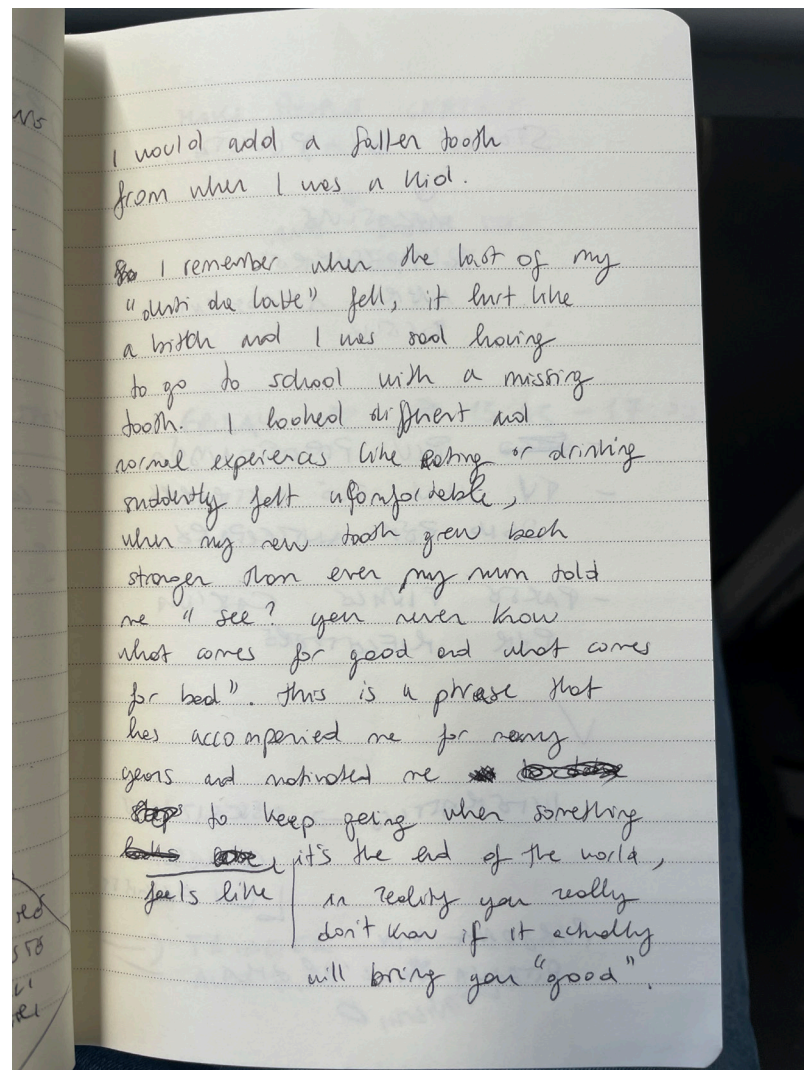 I would add a fallen tooth
from when I was a kid.
I remember when the last of my
"denti da latte" fell, it hurt like
a bitch and I was sad having
to go to school with a missing
tooth. I looked different and
normal experiences like eating or drinking
suddently felt uncomfortable,
when my new tooth grew back
stronger than ever my mum told
me "see? you never know
what comes for good and what comes
for bad". this is a phrase that
has accompanied me for many
years and motivated me
to keep going when something
feels like it's the end of the world,
in reality you really
don't know if it actually
will bring you "good".